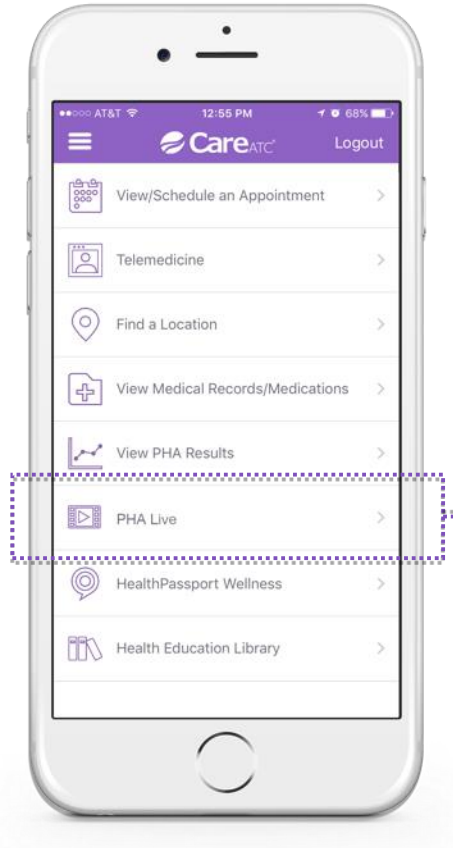 AT&T 12:55 PM 68%
CareATC Logout
View/Schedule an Appointment
Telemedicine
Find a Location
View Medical Records/Medications
View PHA Results
PHA Live
HealthPassport Wellness
Health Education Library